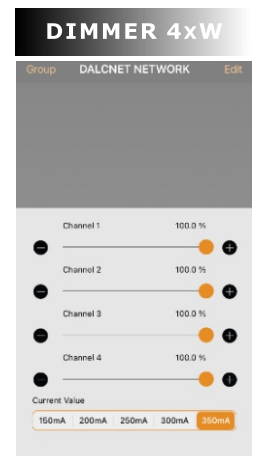 DIMMER 4xW
Group DALCNET NETWORK Edit
Channel 1 100.0 %
Channel 2 100.0 %
Channel 3 100.0 %
Channel 4 100.0 %
Current Value
150mA 200mA 250mA 300mA 350mA